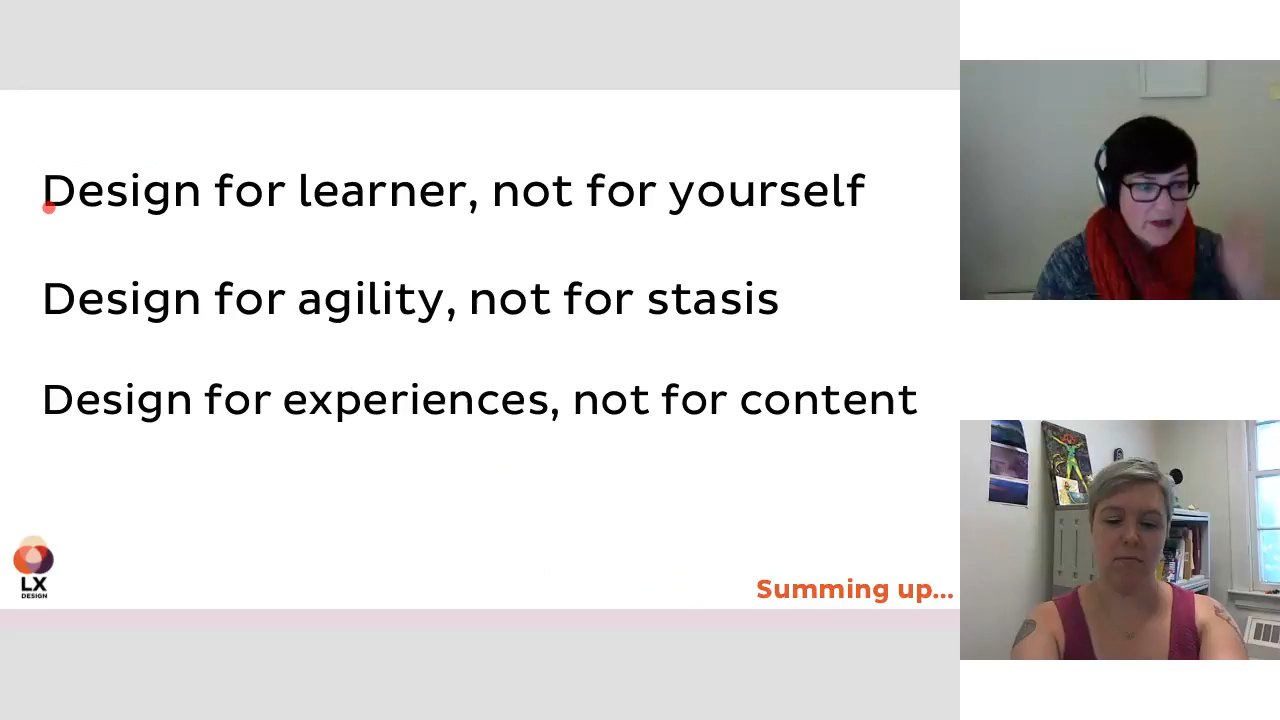 Design for learner, not for yourself
Design for agility, not for stasis
Design for experiences, not for content
LX
DESIGN
Summing up...